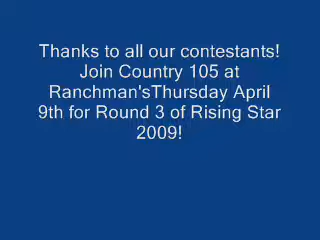 Thanks to all our contestants!
Join Country 105 at
Ranchman'sThursday April
9th for Round 3 of Rising Star
2009!